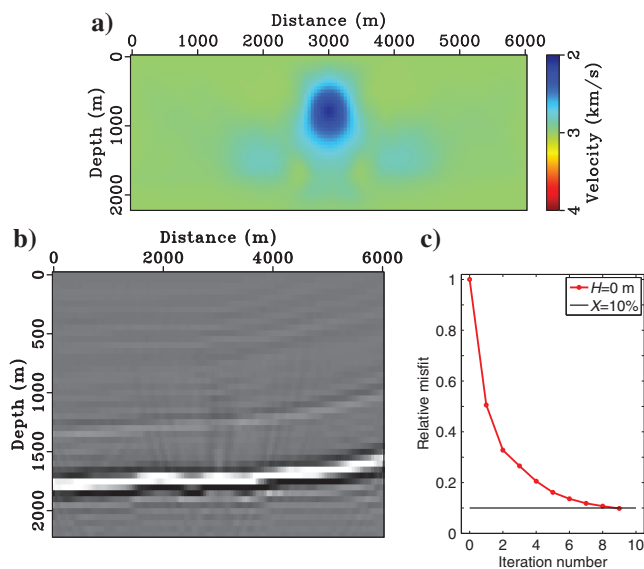 a)
Distance (m)
0 1000 2000 3000 4000 5000 6000
Depth (m)
0
1000
2000
2
3
4
Velocity (km/s)
b)
Distance (m)
0 2000 4000 6000
Depth (m)
0
500
1000
1500
2000
c)
H=0 m
X=10%
Relative misfit
1
0.8
0.6
0.4
0.2
0
0 2 4 6 8 10
Iteration number